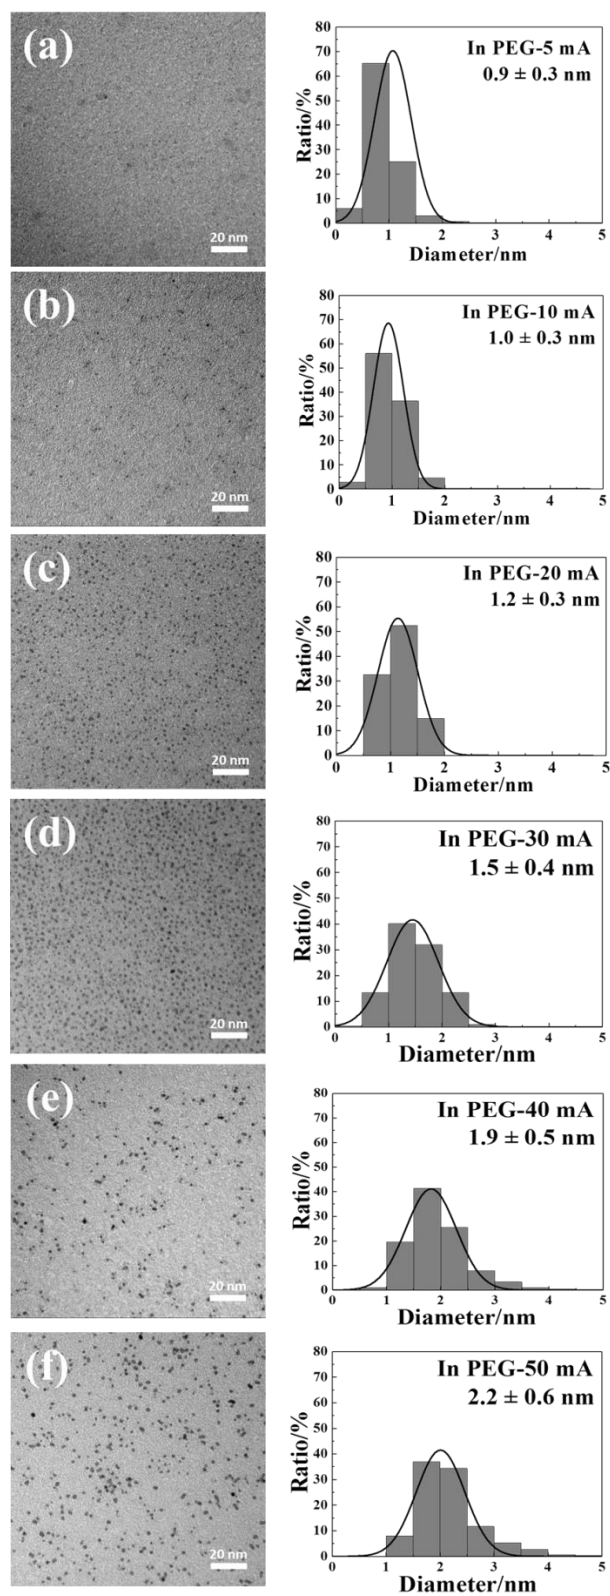 (a)
20 nm
Ratio/%
80
70
60
50
40
30
20
10
0
In PEG-5 mA
0.9 ± 0.3 nm
0 1 2 3 4 5
Diameter/nm
(b)
20 nm
Ratio/%
80
70
60
50
40
30
20
10
0
In PEG-10 mA
1.0 ± 0.3 nm
0 1 2 3 4 5
Diameter/nm
(c)
20 nm
Ratio/%
80
70
60
50
40
30
20
10
0
In PEG-20 mA
1.2 ± 0.3 nm
0 1 2 3 4 5
Diameter/nm
(d)
20 nm
Ratio/%
80
70
60
50
40
30
20
10
0
In PEG-30 mA
1.5 ± 0.4 nm
0 1 2 3 4 5
Diameter/nm
(e)
20 nm
Ratio/%
80
70
60
50
40
30
20
10
0
In PEG-40 mA
1.9 ± 0.5 nm
0 1 2 3 4 5
Diameter/nm
(f)
20 nm
Ratio/%
80
70
60
50
40
30
20
10
0
In PEG-50 mA
2.2 ± 0.6 nm
0 1 2 3 4 5
Diameter/nm